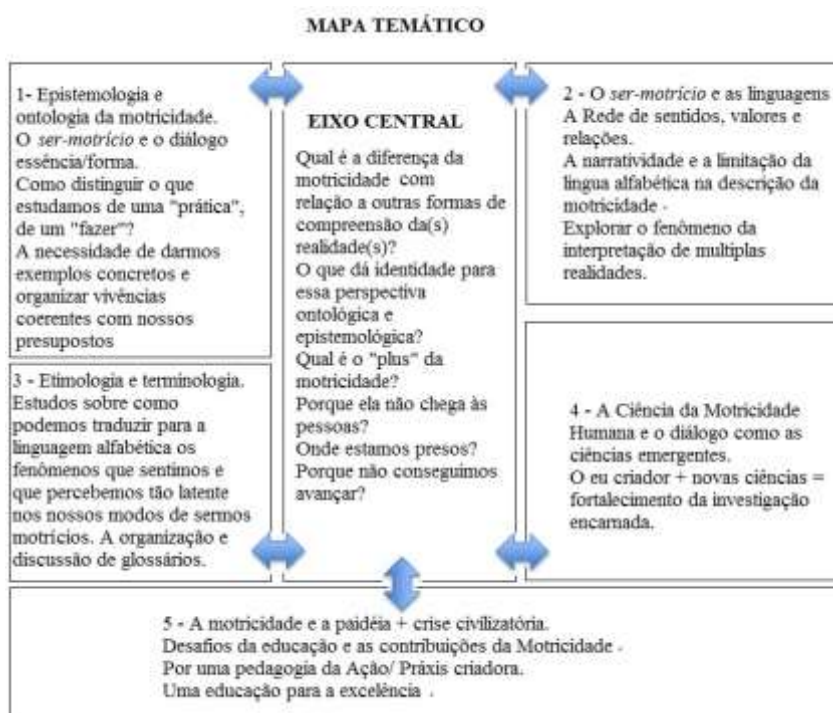 MAPA TEMÁTICO
1- Epistemologia e
ontologia da motricidade.
O ser-motrício e o diálogo
essência/forma.
Como distinguir o que
estudamos de uma "prática",
de um "fazer"?
A necessidade de darmos
exemplos concretos e
organizar vivências
coerentes com nossos
presupostos
EIXO CENTRAL
Qual é a diferença da
motricidade com
relação a outras formas de
compreensão da(s)
realidade(s)?
O que dá identidade para
essa perspectiva
ontológica e
epistemológica?
Qual é o "plus" da
motricidade?
Porque ela não chega às
pessoas?
Onde estamos presos?
Porque não conseguimos
avançar?
2 - O ser-motrício e as linguagens
A Rede de sentidos, valores e
relações.
A narratividade e a limitação da
lingua alfabética na descrição da
motricidade .
Explorar o fenômeno da
interpretação de multiplas
realidades.
3 - Etimologia e terminologia.
Estudos sobre como
podemos traduzir para a
linguagem alfabética os
fenômenos que sentimos e
que percebemos tão latente
nos nossos modos de sermos
motrícios. A organização e
discussão de glossários.
4 - A Ciência da Motricidade
Humana e o diálogo como as
ciências emergentes.
O eu criador + novas ciências =
fortalecimento da investigação
encarnada.
5 - A motricidade e a paidéia + crise civilizatória.
Desafios da educação e as contribuições da Motricidade .
Por uma pedagogia da Ação/ Práxis criadora.
Uma educação para a excelência .